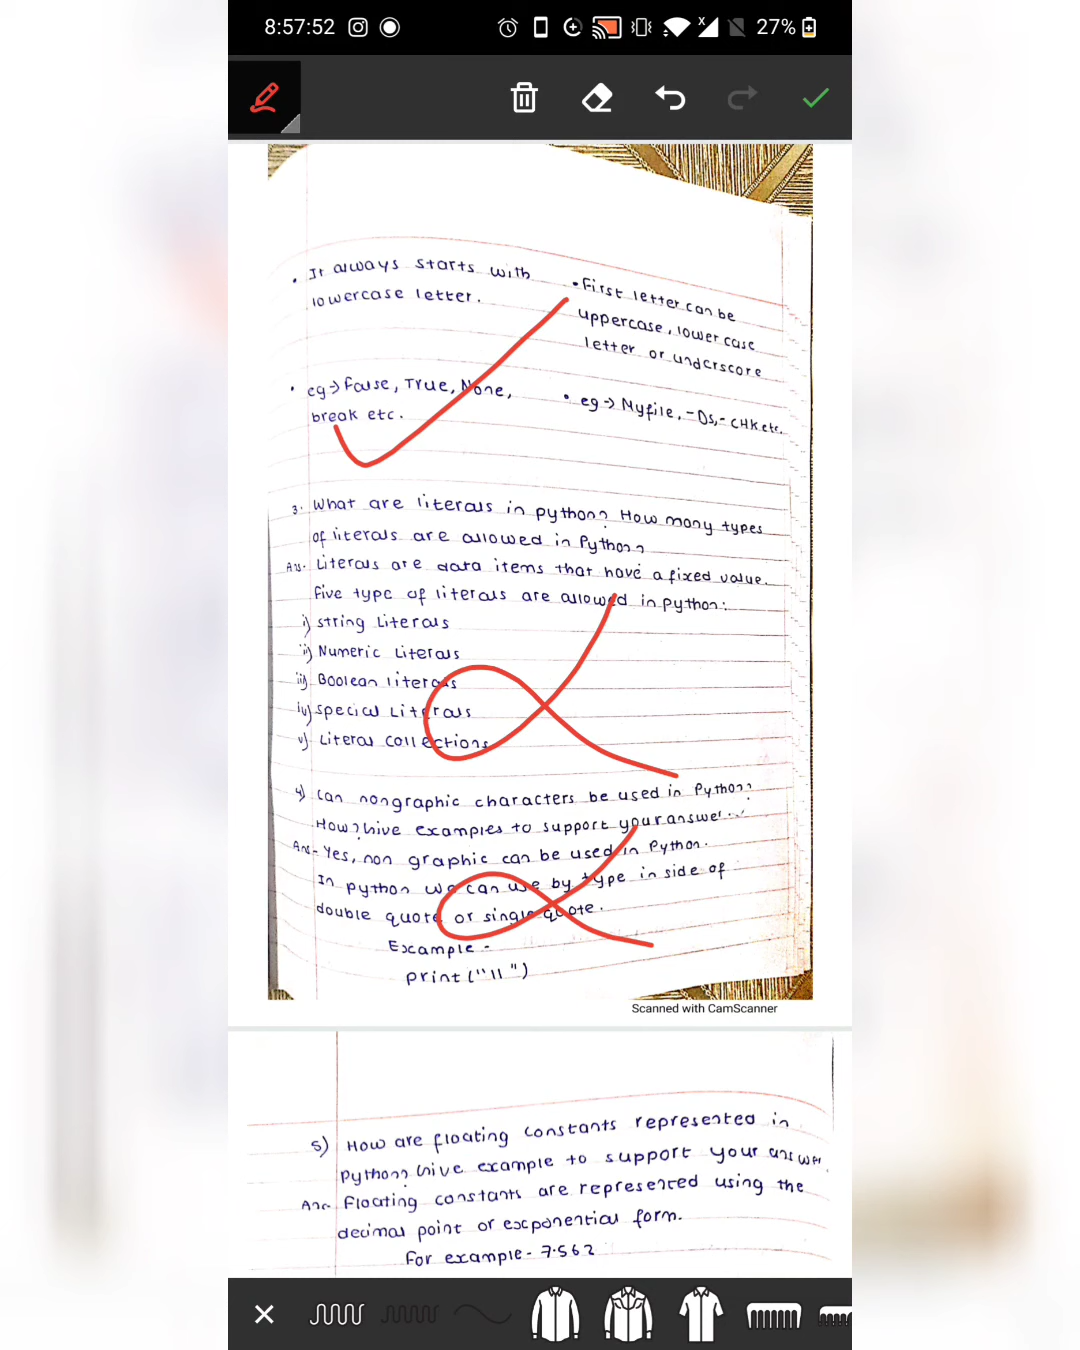 8:57:52
27%
• It always starts with
lowercase letter.
• First letter can be
uppercase, lower case
letter or underscore
• eg → False, True, None,
break etc.
• eg → Myfile, _Ds, _CHK etc.
3. What are literals in python? How many types
of literals are allowed in Python?
Ans- Literals are data items that have a fixed value.
Five type of literals are allowed in python:
i) string Literals
ii) Numeric Literals
iii) Boolean literals
iv) special Literals
v) Literal collections
4) Can nongraphic characters be used in Python?
How? Give examples to support your answer.
Ans- Yes, non graphic can be used in Python.
In python we can use by type in side of
double quote or single quote.
Example -
print ("\\")
Scanned with CamScanner
5) How are floating constants represented in
python? Give example to support your answer.
Ans- Floating constants are represented using the
decimal point or exponential form.
For example - 7.562